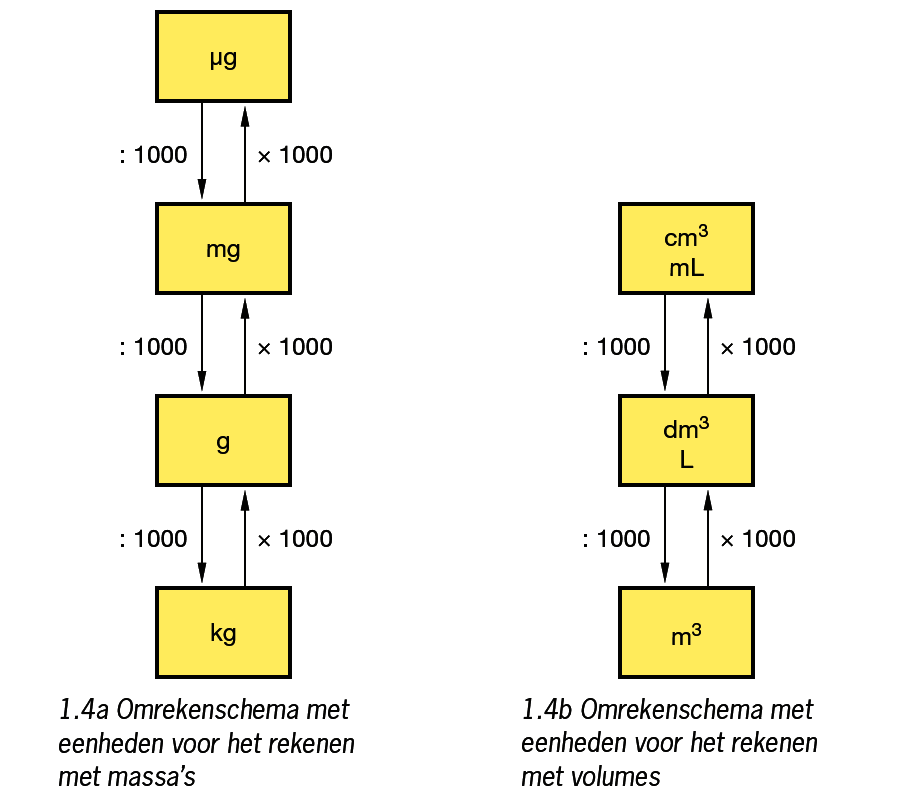 µg
: 1000
× 1000
mg
: 1000
× 1000
g
: 1000
× 1000
kg
1.4a Omrekenschema met
eenheden voor het rekenen
met massa's
cm³
mL
: 1000
× 1000
dm³
L
: 1000
× 1000
m³
1.4b Omrekenschema met
eenheden voor het rekenen
met volumes